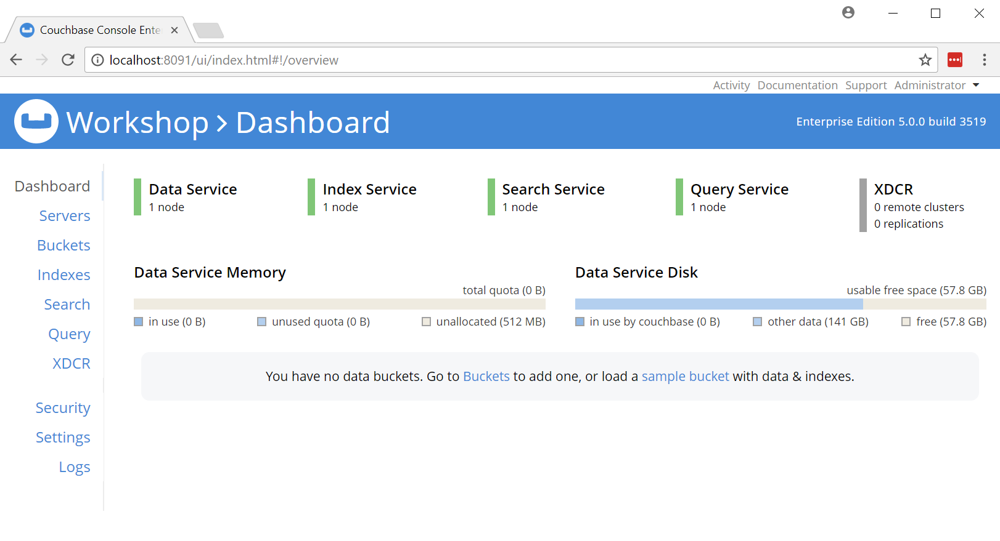 Couchbase Console Ente
localhost:8091/ui/index.html#!/overview
Activity Documentation Support Administrator
Workshop › Dashboard
Enterprise Edition 5.0.0 build 3519
Dashboard
Servers
Buckets
Indexes
Search
Query
XDCR
Security
Settings
Logs
Data Service
1 node
Index Service
1 node
Search Service
1 node
Query Service
1 node
XDCR
0 remote clusters
0 replications
Data Service Memory
total quota (0 B)
in use (0 B) unused quota (0 B) unallocated (512 MB)
Data Service Disk
usable free space (57.8 GB)
in use by couchbase (0 B) other data (141 GB) free (57.8 GB)
You have no data buckets. Go to Buckets to add one, or load a sample bucket with data & indexes.